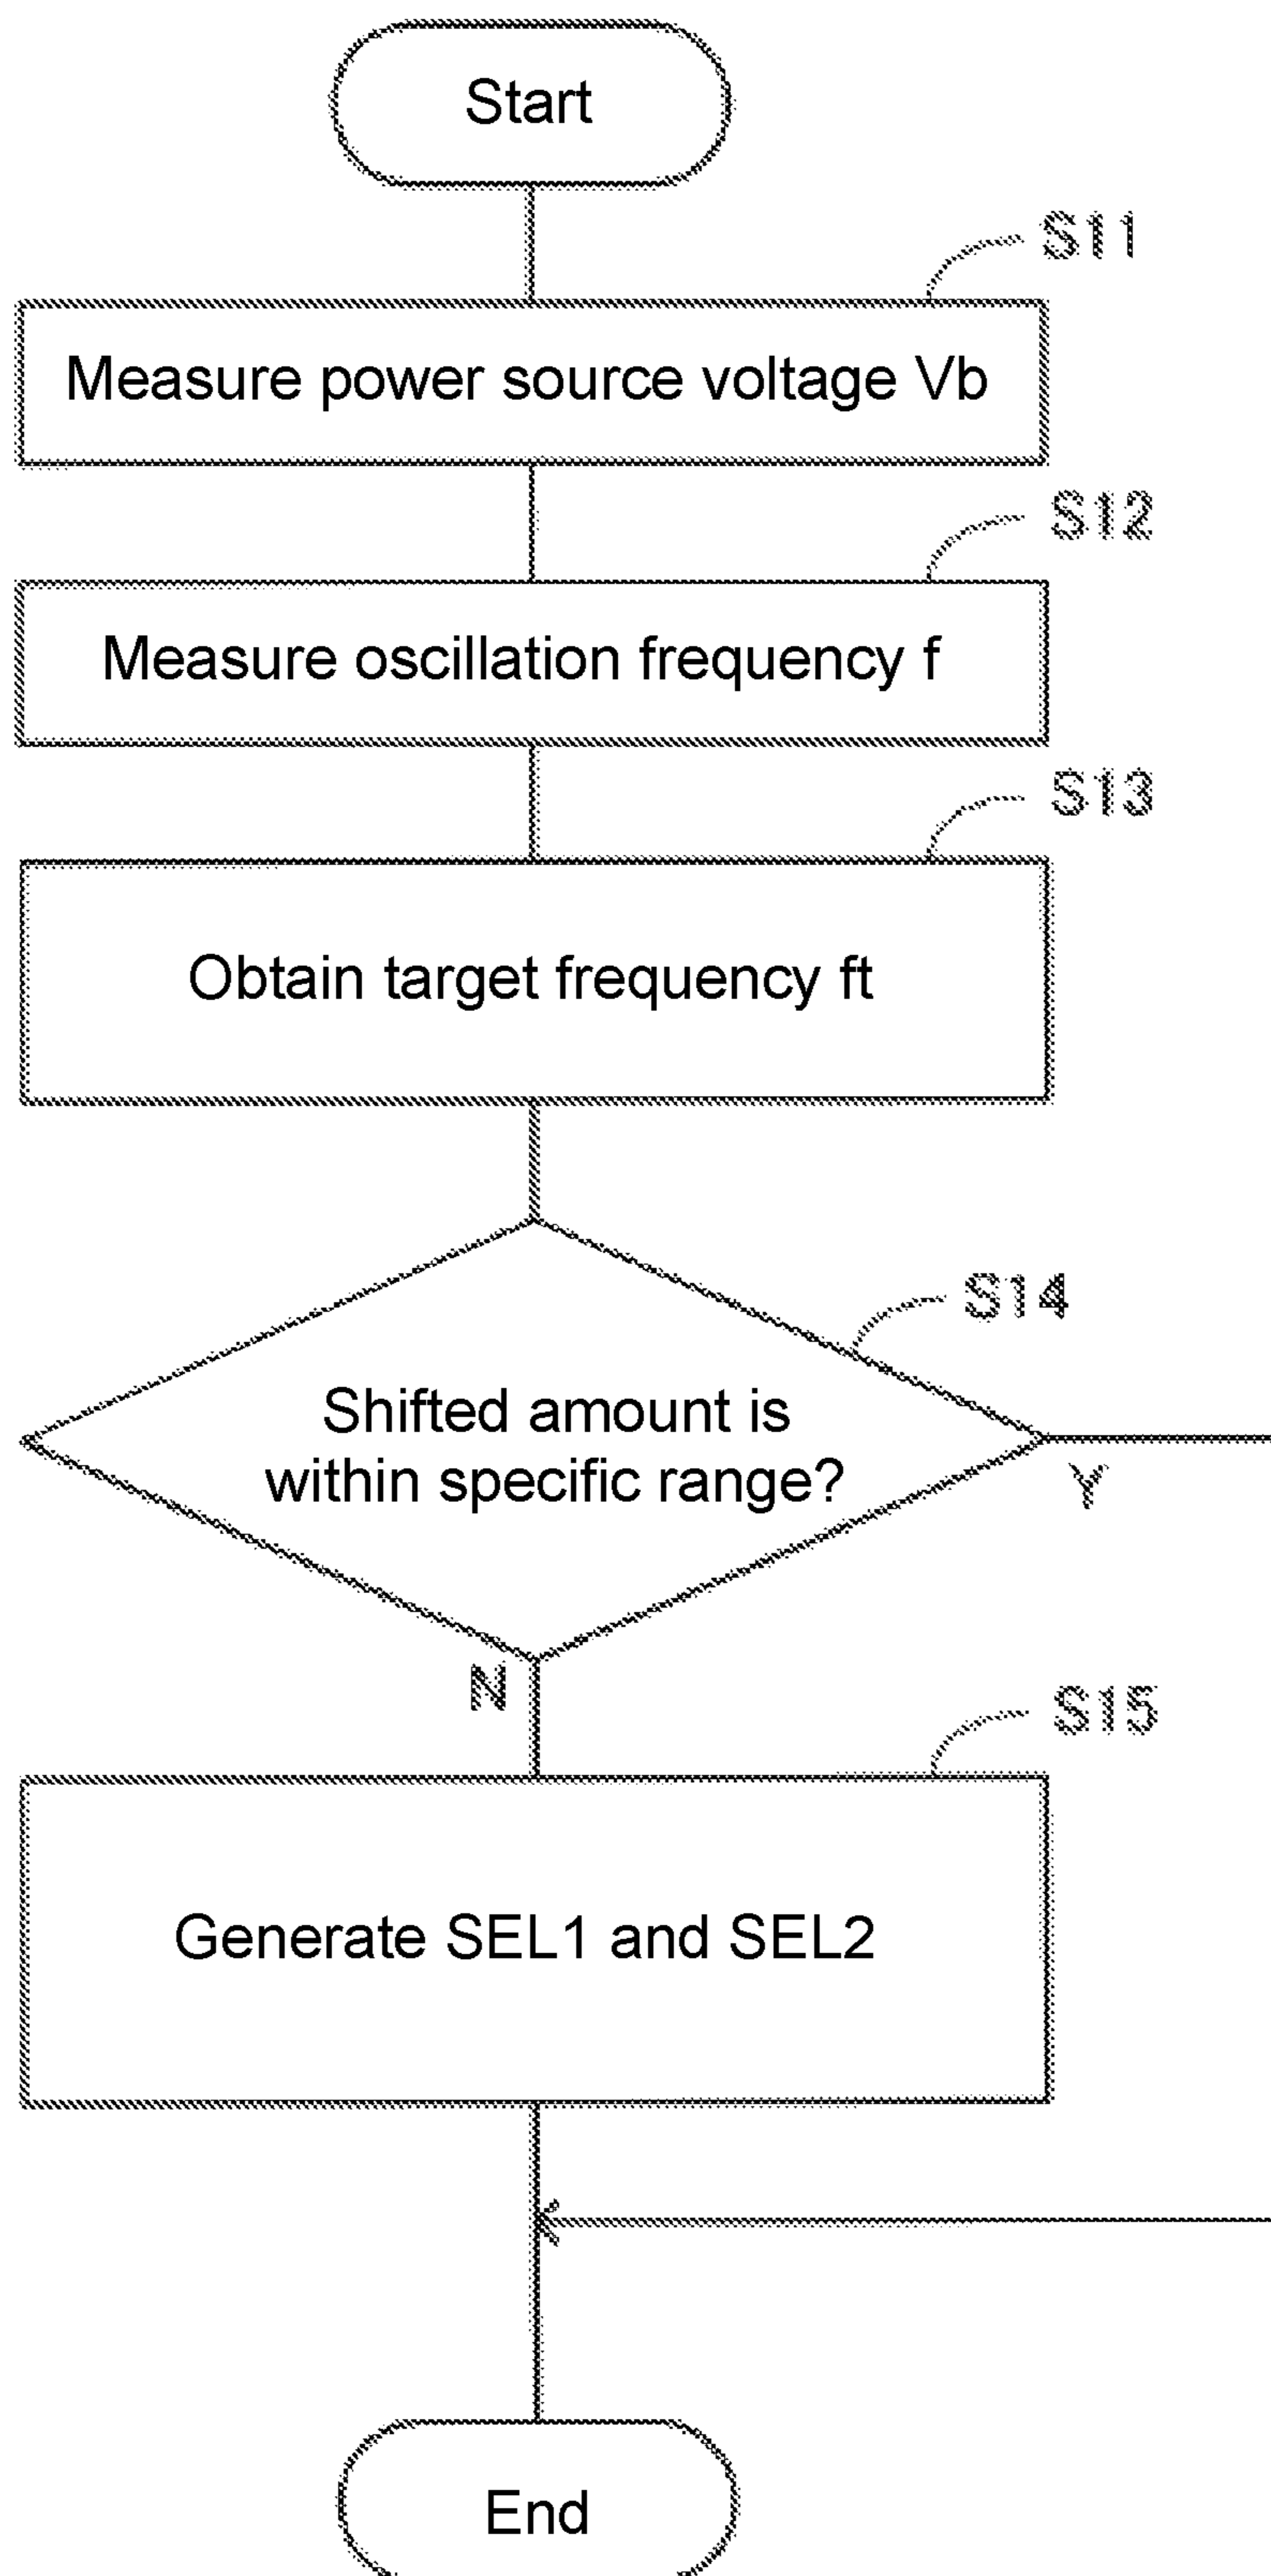 Start
S11
Measure power source voltage Vb
S12
Measure oscillation frequency f
S13
Obtain target frequency ft
S14
Shifted amount is
within specific range?
Y
N
S15
Generate SEL1 and SEL2
End